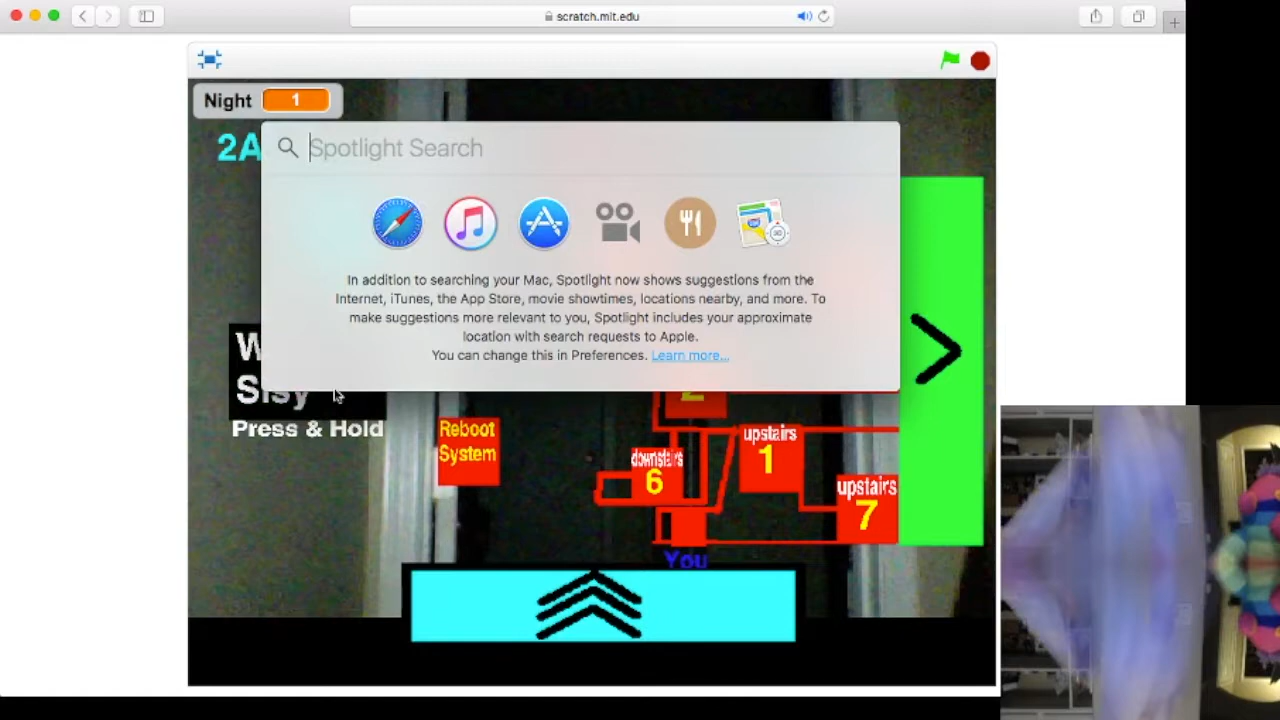 scratch.mit.edu
Night 1
2A
Spotlight Search
In addition to searching your Mac, Spotlight now shows suggestions from the
Internet, iTunes, the App Store, movie showtimes, locations nearby, and more. To
make suggestions more relevant to you, Spotlight includes your approximate
location with search requests to Apple.
You can change this in Preferences. Learn more...
W
Sisy
Press & Hold
Reboot
System
2
downstairs
6
upstairs
1
upstairs
7
You